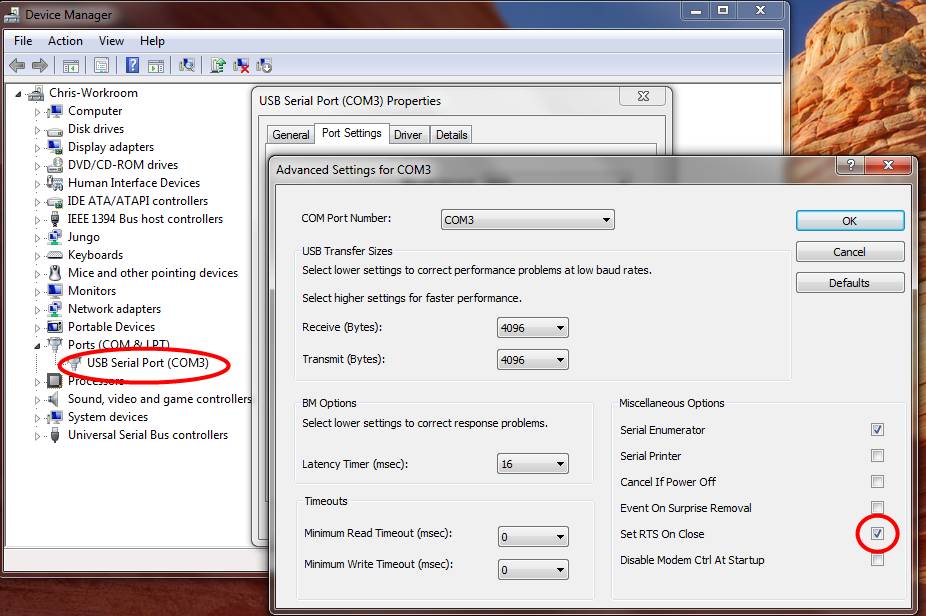 Device Manager
File Action View Help
Chris-Workroom
Computer
Disk drives
Display adapters
DVD/CD-ROM drives
Human Interface Devices
IDE ATA/ATAPI controllers
IEEE 1394 Bus host controllers
Jungo
Keyboards
Mice and other pointing devices
Monitors
Network adapters
Portable Devices
Ports (COM & LPT)
USB Serial Port (COM3)
Processors
Sound, video and game controllers
System devices
Universal Serial Bus controllers
USB Serial Port (COM3) Properties
General Port Settings Driver Details
Advanced Settings for COM3
COM Port Number: COM3
OK
Cancel
Defaults
USB Transfer Sizes
Select lower settings to correct performance problems at low baud rates.
Select higher settings for faster performance.
Receive (Bytes): 4096
Transmit (Bytes): 4096
BM Options
Select lower settings to correct response problems.
Latency Timer (msec): 16
Timeouts
Minimum Read Timeout (msec): 0
Minimum Write Timeout (msec): 0
Miscellaneous Options
Serial Enumerator
Serial Printer
Cancel If Power Off
Event On Surprise Removal
Set RTS On Close
Disable Modem Ctrl At Startup